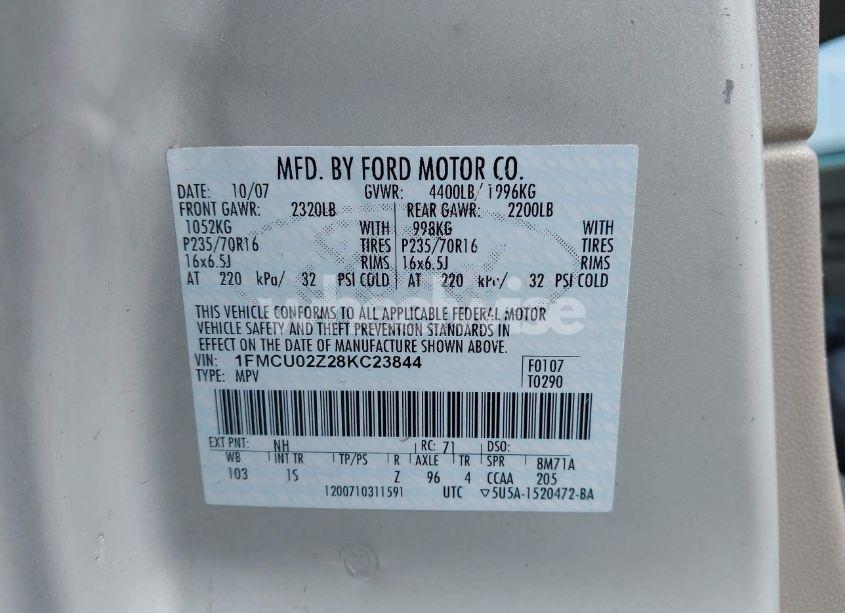 MFD. BY FORD MOTOR CO.
DATE: 10/07 GVWR: 4400LB/ 1996KG
FRONT GAWR: 2320LB REAR GAWR: 2200LB
1052KG WITH 998KG WITH
P235/70R16 TIRES P235/70R16 TIRES
16x6.5J RIMS 16x6.5J RIMS
AT 220 kPa/ 32 PSI COLD AT 220 kPa/ 32 PSI COLD
wheelwise
THIS VEHICLE CONFORMS TO ALL APPLICABLE FEDERAL MOTOR
VEHICLE SAFETY AND THEFT PREVENTION STANDARDS IN
EFFECT ON THE DATE OF MANUFACTURE SHOWN ABOVE.
VIN: 1FMCU02Z28KC23844 F0107
TYPE: MPV T0290
EXT PNT: NH RC: 71 DSO:
WB INT TR TP/PS R AXLE TR SPR 8M71A
103 1S Z 96 4 CCAA 205
1200710311591 UTC ▽5U5A-1520472-BA